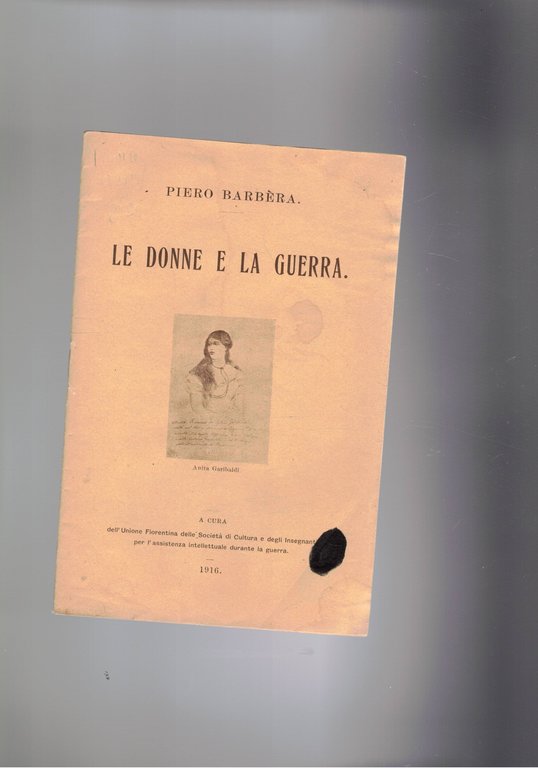 PIERO BARBÈRA.
LE DONNE E LA GUERRA.
Anita Garibaldi
A CURA
dell'Unione Fiorentina delle Società di Cultura e degli Insegnanti
per l'assistenza intellettuale durante la guerra.
1916.